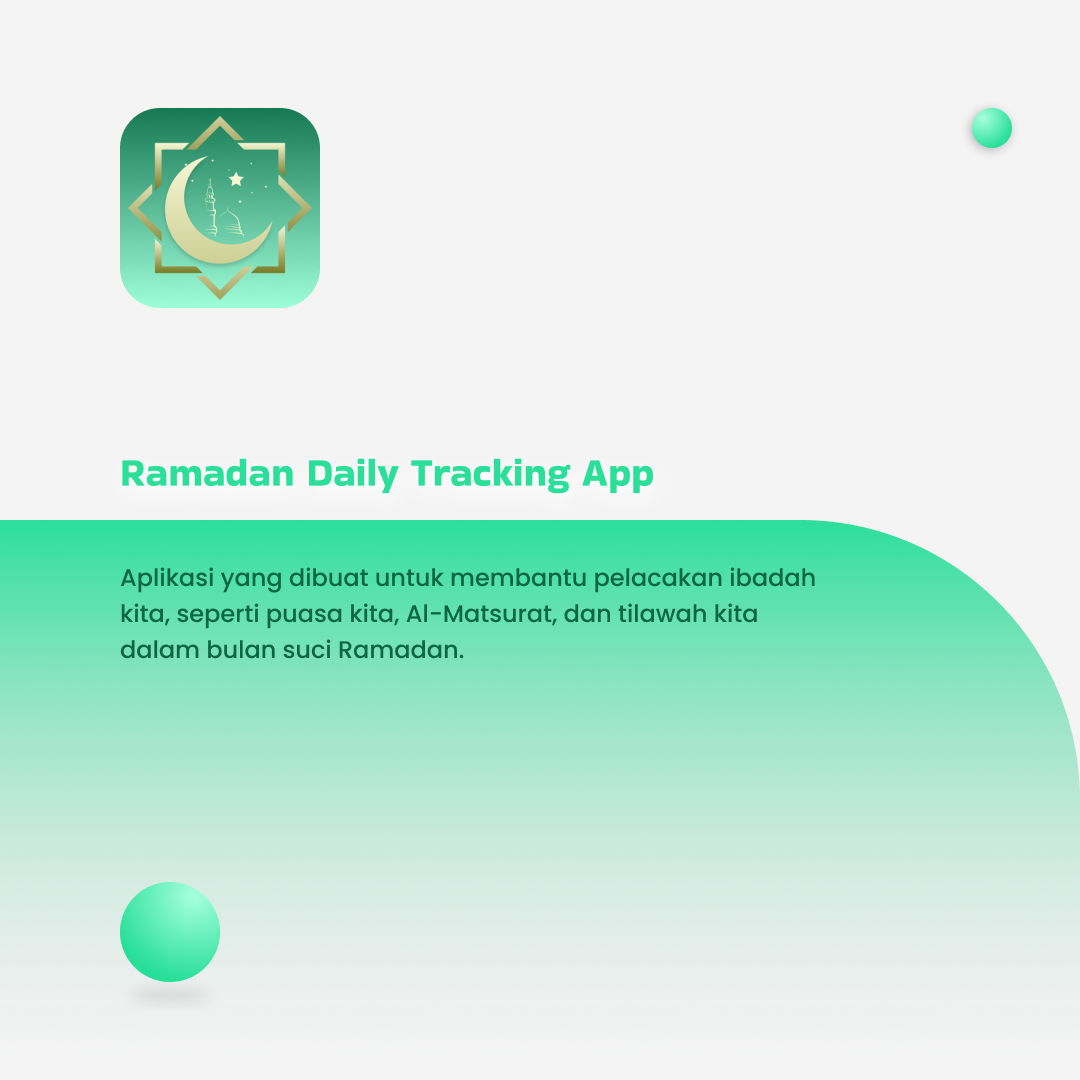 Ramadan Daily Tracking App
Aplikasi yang dibuat untuk membantu pelacakan ibadah
kita, seperti puasa kita, Al-Matsurat, dan tilawah kita
dalam bulan suci Ramadan.